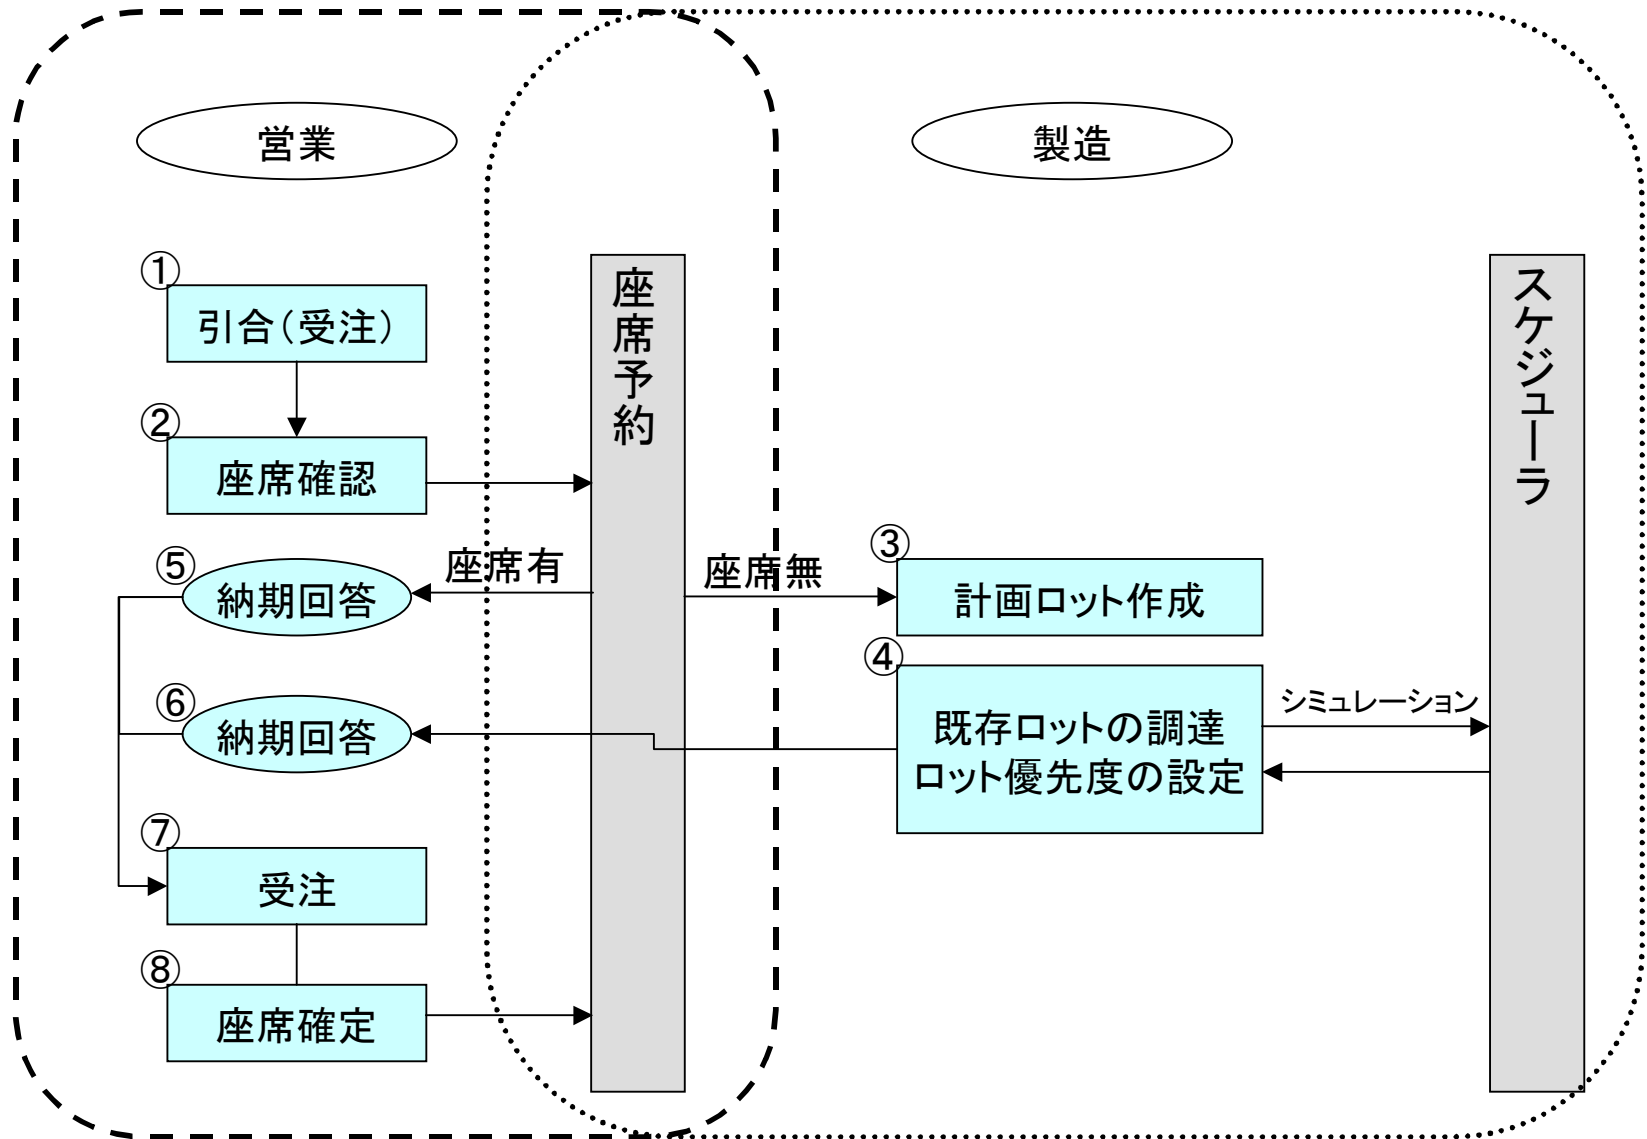 営業
製造
①
引合（受注）
②
座席確認
座席予約
スケジューラ
座席有
座席無
③
計画ロット作成
④
既存ロットの調達
ロット優先度の設定
シミュレーション
⑤
納期回答
⑥
納期回答
⑦
受注
⑧
座席確定